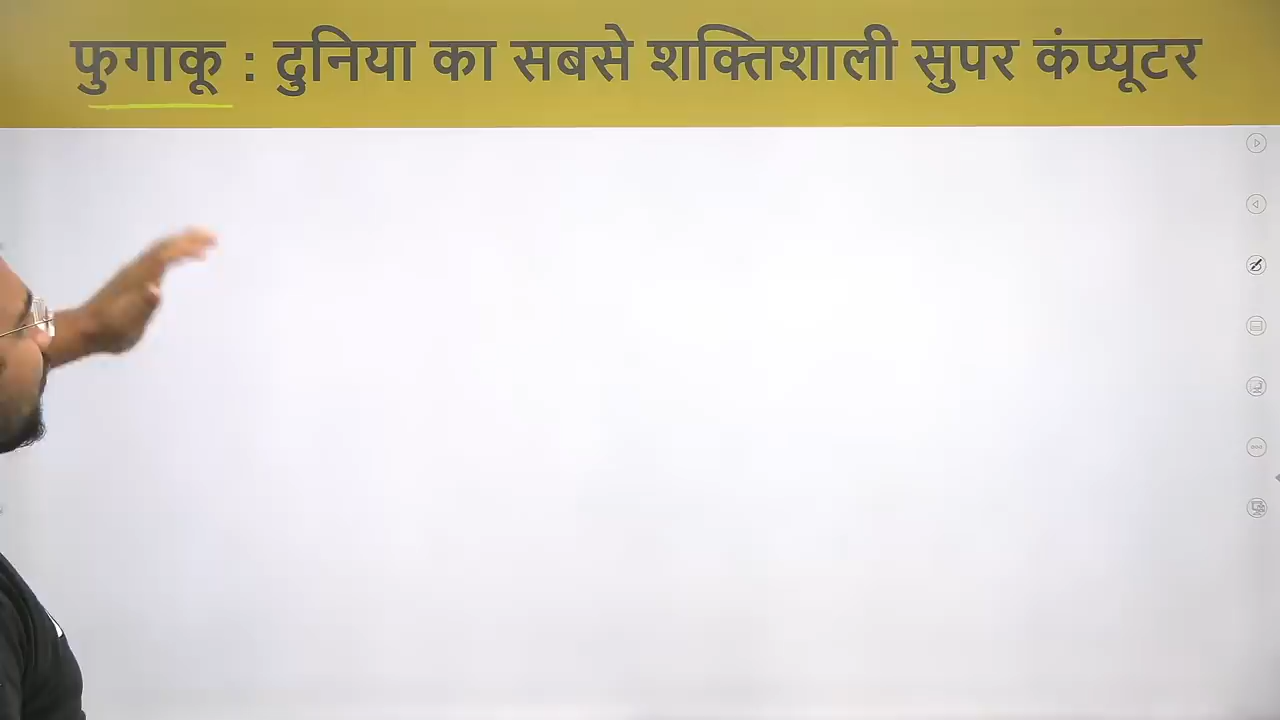 फुगाकू : दुनिया का सबसे शक्तिशाली सुपर कंप्यूटर